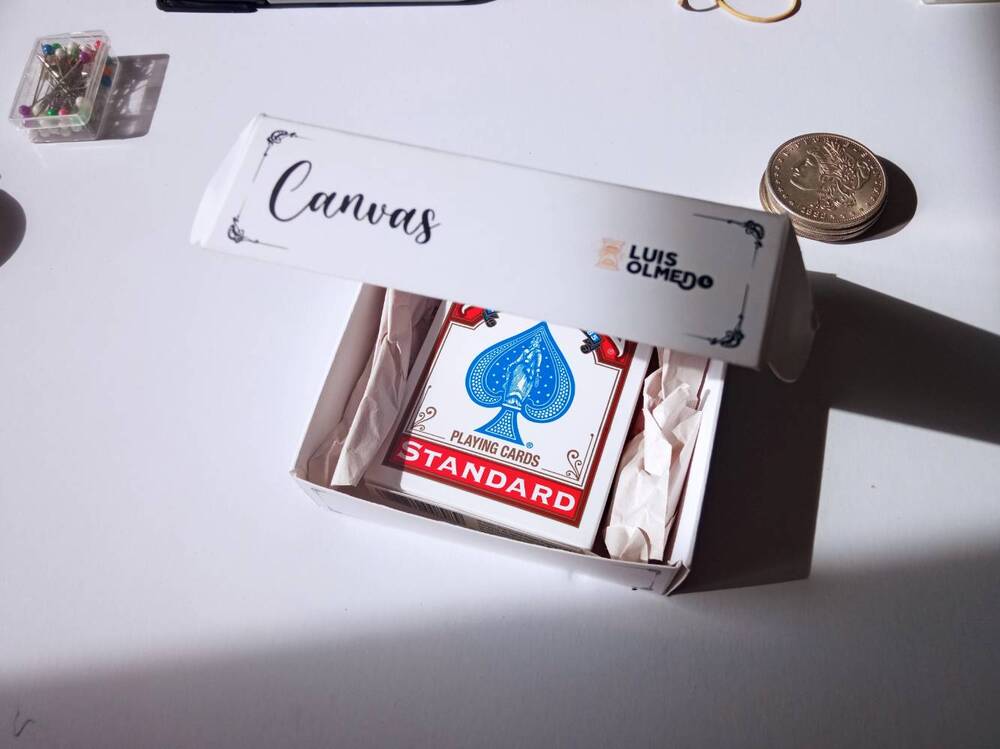 Canvas
LUIS
OLMEDO
PLAYING CARDS
STANDARD